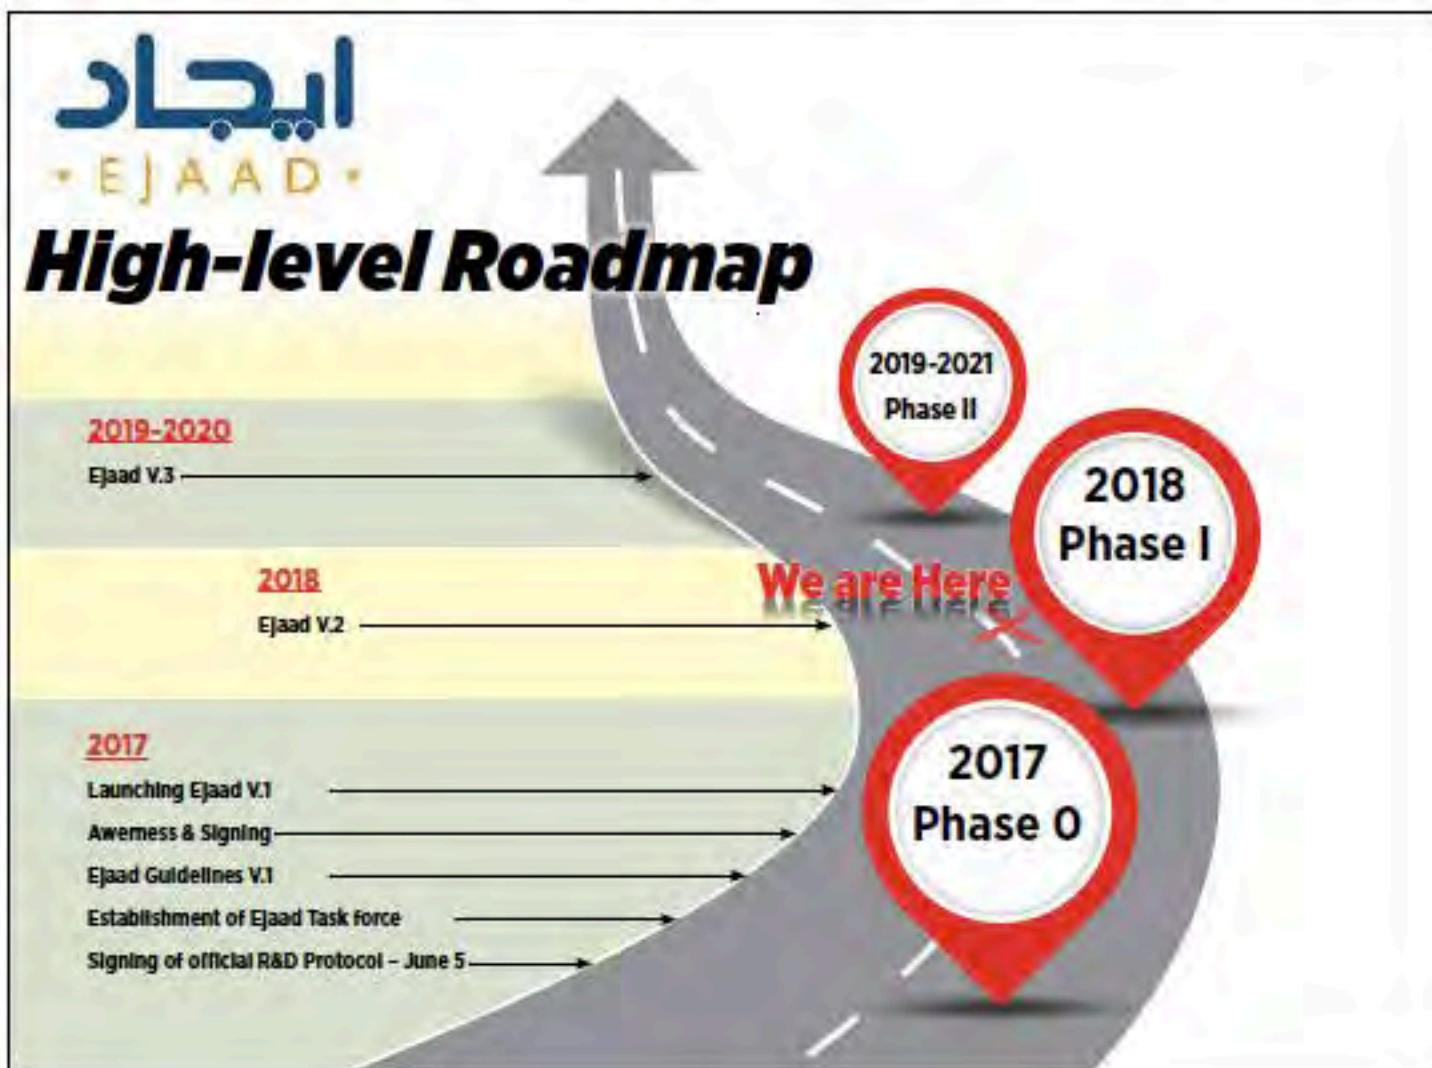 ايجاد
EJAAD
High-level Roadmap
2019-2021
Phase II
2018
Phase I
2017
Phase 0
We are Here
2019-2020
Ejaad V.3
2018
Ejaad V.2
2017
Launching Ejaad V.1
Awerness & Signing
Ejaad Guidelines V.1
Establishment of Ejaad Task force
Signing of official R&D Protocol – June 5